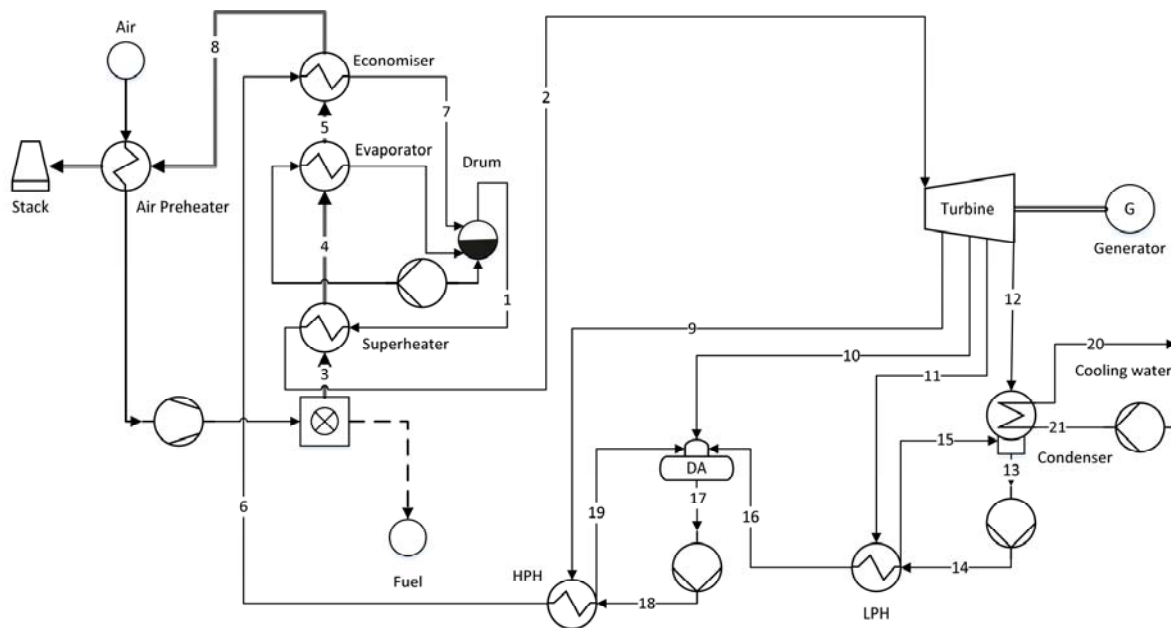 Air
8
Economiser
2
7
5
Evaporator
Drum
Stack
Air Preheater
Turbine
G
Generator
4
1
12
Superheater
9
20
3
10
Cooling water
11
21
15
Condenser
DA
13
6
17
19
16
HPH
Fuel
18
14
LPH